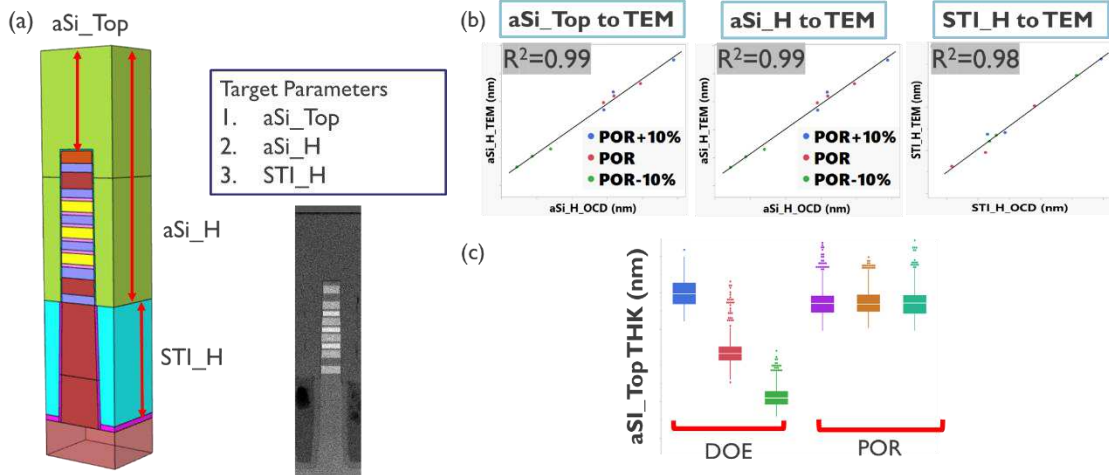 (a)
aSi_Top
aSi_H
STI_H
Target Parameters
1. aSi_Top
2. aSi_H
3. STI_H
(b)
aSi_Top to TEM
R²=0.99
aSi_H_TEM (nm)
POR+10%
POR
POR-10%
aSi_H_OCD (nm)
aSi_H to TEM
R²=0.99
aSi_H_TEM (nm)
POR+10%
POR
POR-10%
aSi_H_OCD (nm)
STI_H to TEM
R²=0.98
STI_H_TEM (nm)
STI_H_OCD (nm)
(c)
aSI_Top THK (nm)
DOE
POR